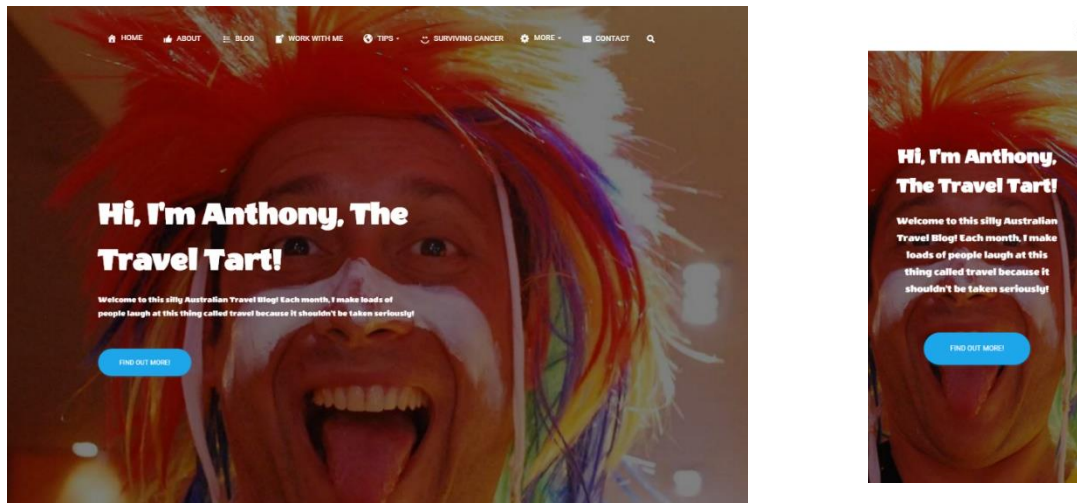 HOME ABOUT BLOG WORK WITH ME TIPS SURVIVING CANCER MORE CONTACT
Hi, I'm Anthony, The
Travel Tart!
Welcome to this silly Australian Travel Blog! Each month, I make loads of
people laugh at this thing called travel because it shouldn't be taken seriously!
FIND OUT MORE!
Hi, I'm Anthony,
The Travel Tart!
Welcome to this silly Australian
Travel Blog! Each month, I make
loads of people laugh at this
thing called travel because it
shouldn't be taken seriously!
FIND OUT MORE!